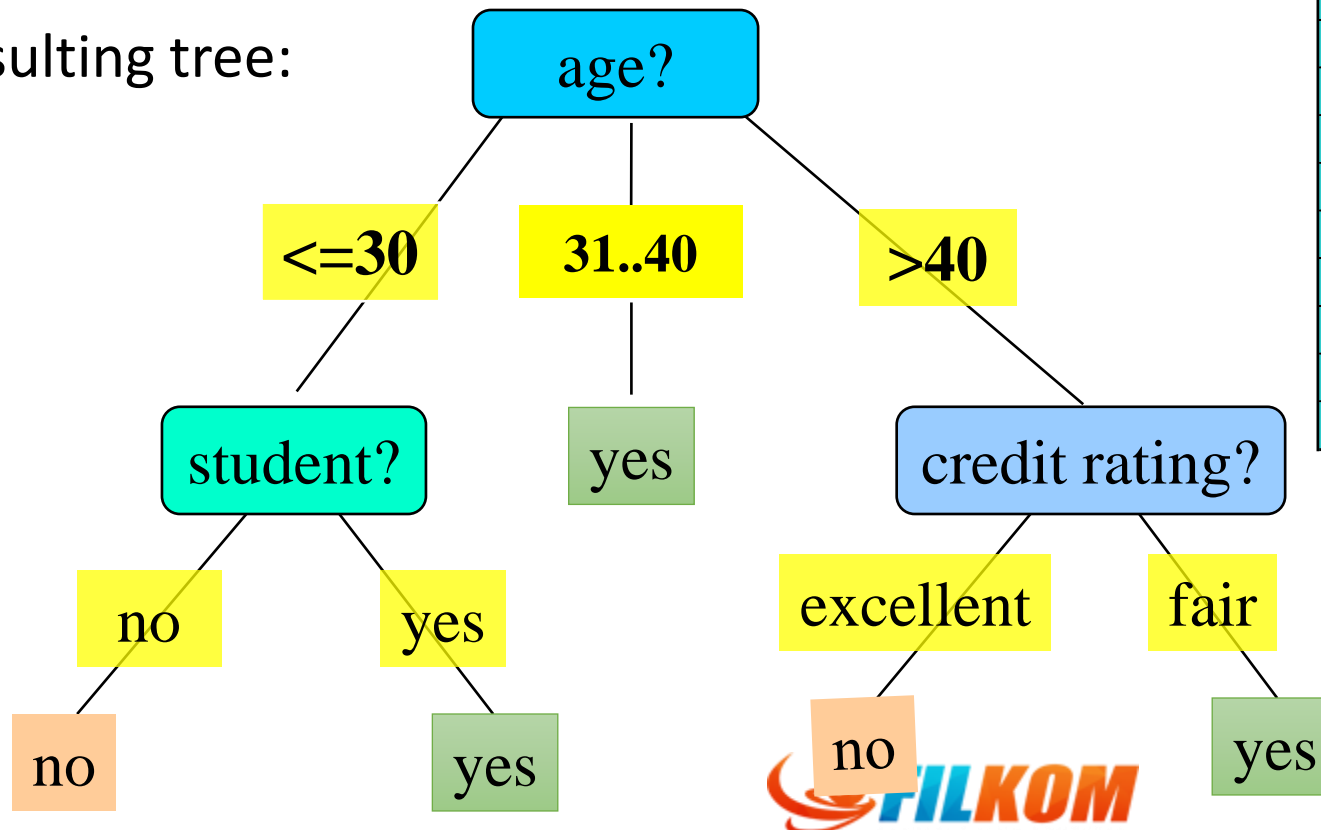 sulting tree:
age?
<=30
31..40
>40
student?
yes
credit rating?
no
yes
excellent
fair
no
yes
no
yes
FILKOM